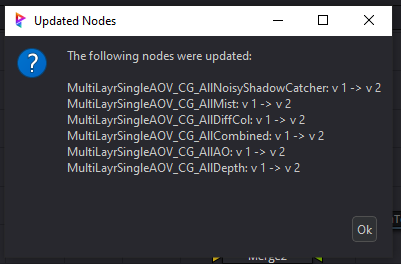 Updated Nodes
The following nodes were updated:
MultiLayrSingleAOV_CG_AllNoisyShadowCatcher: v 1 -> v 2
MultiLayrSingleAOV_CG_AllMist: v 1 -> v 2
MultiLayrSingleAOV_CG_AllDiffCol: v 1 -> v 2
MultiLayrSingleAOV_CG_AllCombined: v 1 -> v 2
MultiLayrSingleAOV_CG_AllAO: v 1 -> v 2
MultiLayrSingleAOV_CG_AllDepth: v 1 -> v 2
Ok
Merge2